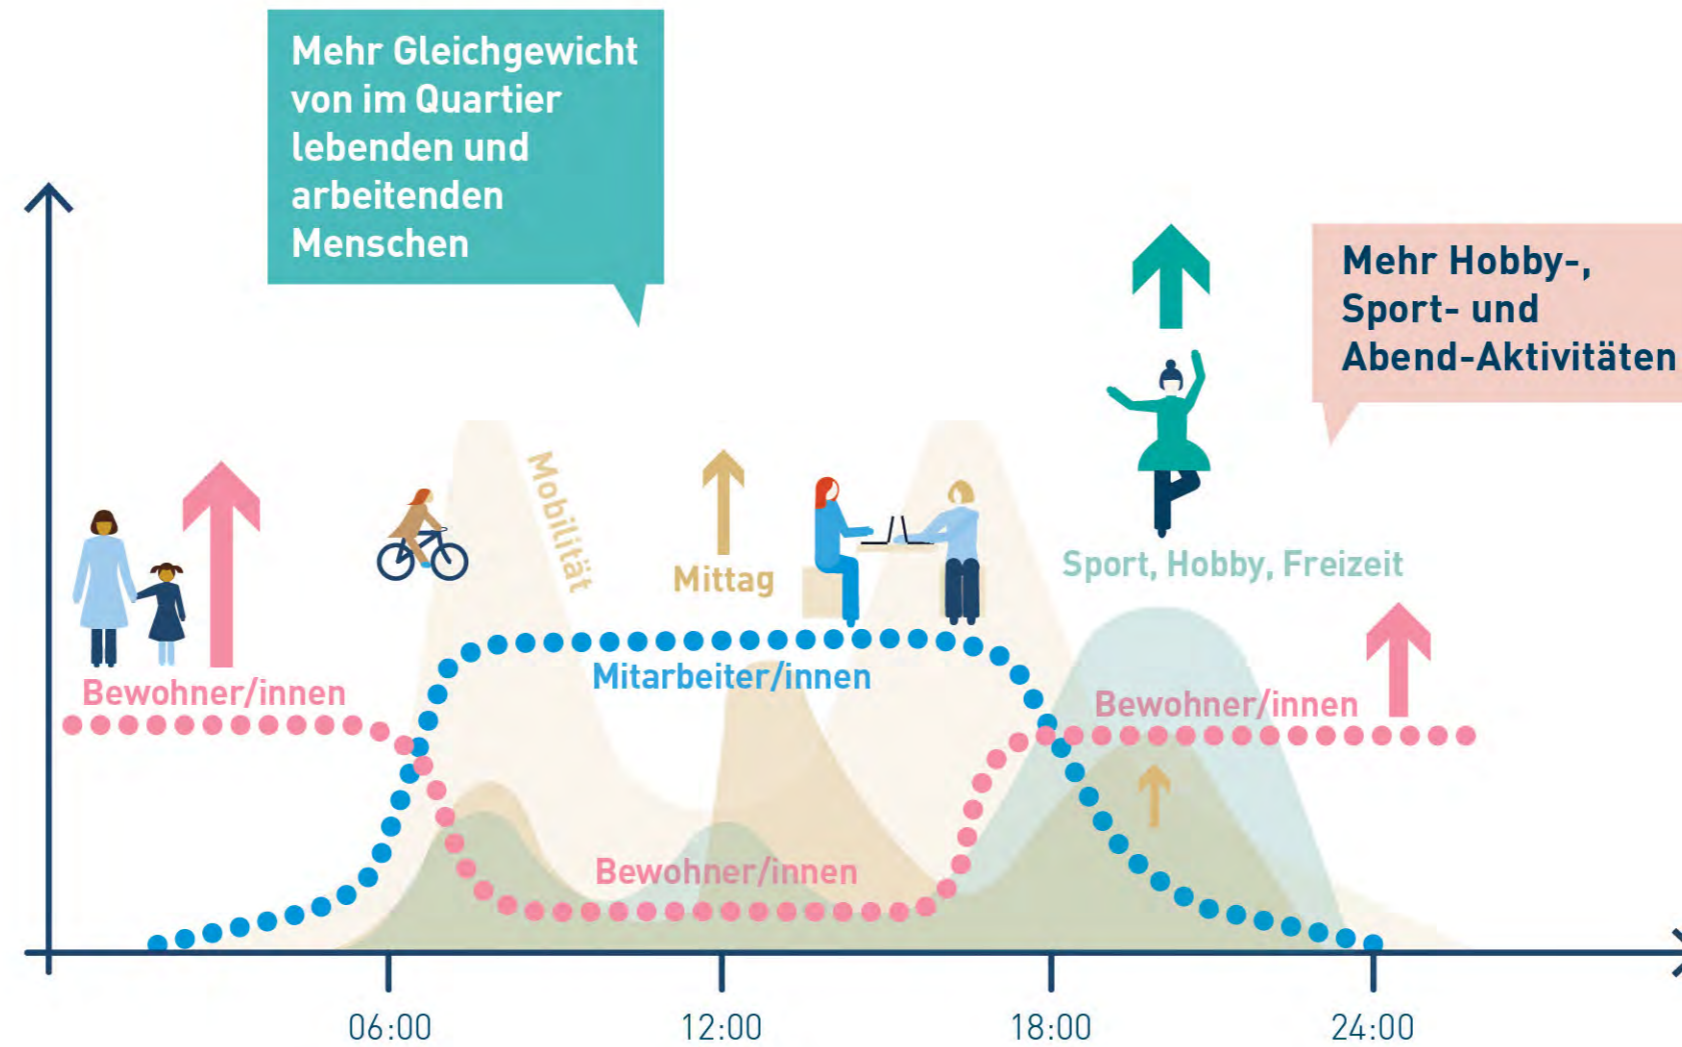 Mehr Gleichgewicht
von im Quartier
lebenden und
arbeitenden
Menschen
Mehr Hobby-,
Sport- und
Abend-Aktivitäten
Mobilität
Mittag
Sport, Hobby, Freizeit
Bewohner/innen
Mitarbeiter/innen
Bewohner/innen
Bewohner/innen
06:00
12:00
18:00
24:00